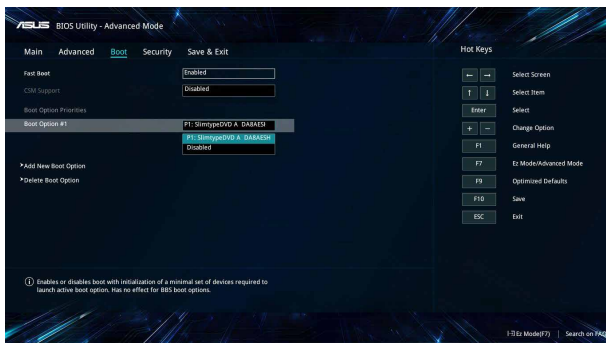 ASUS BIOS Utility - Advanced Mode
Main Advanced Boot Security Save & Exit
Hot Keys
Fast Boot Enabled
CSM Support Disabled
Boot Option Priorities
Boot Option #1 P1: SlimtypeDVD A DA8AESI
P1: SlimtypeDVD A DA8AESH
Disabled
>Add New Boot Option
>Delete Boot Option
← → Select Screen
↑ ↓ Select Item
Enter Select
+ − Change Option
F1 General Help
F7 Ez Mode/Advanced Mode
F9 Optimized Defaults
F10 Save
ESC Exit
Enables or disables boot with initialization of a minimal set of devices required to
launch active boot option. Has no effect for BBS boot options.
Ez Mode(F7) | Search on FAQ